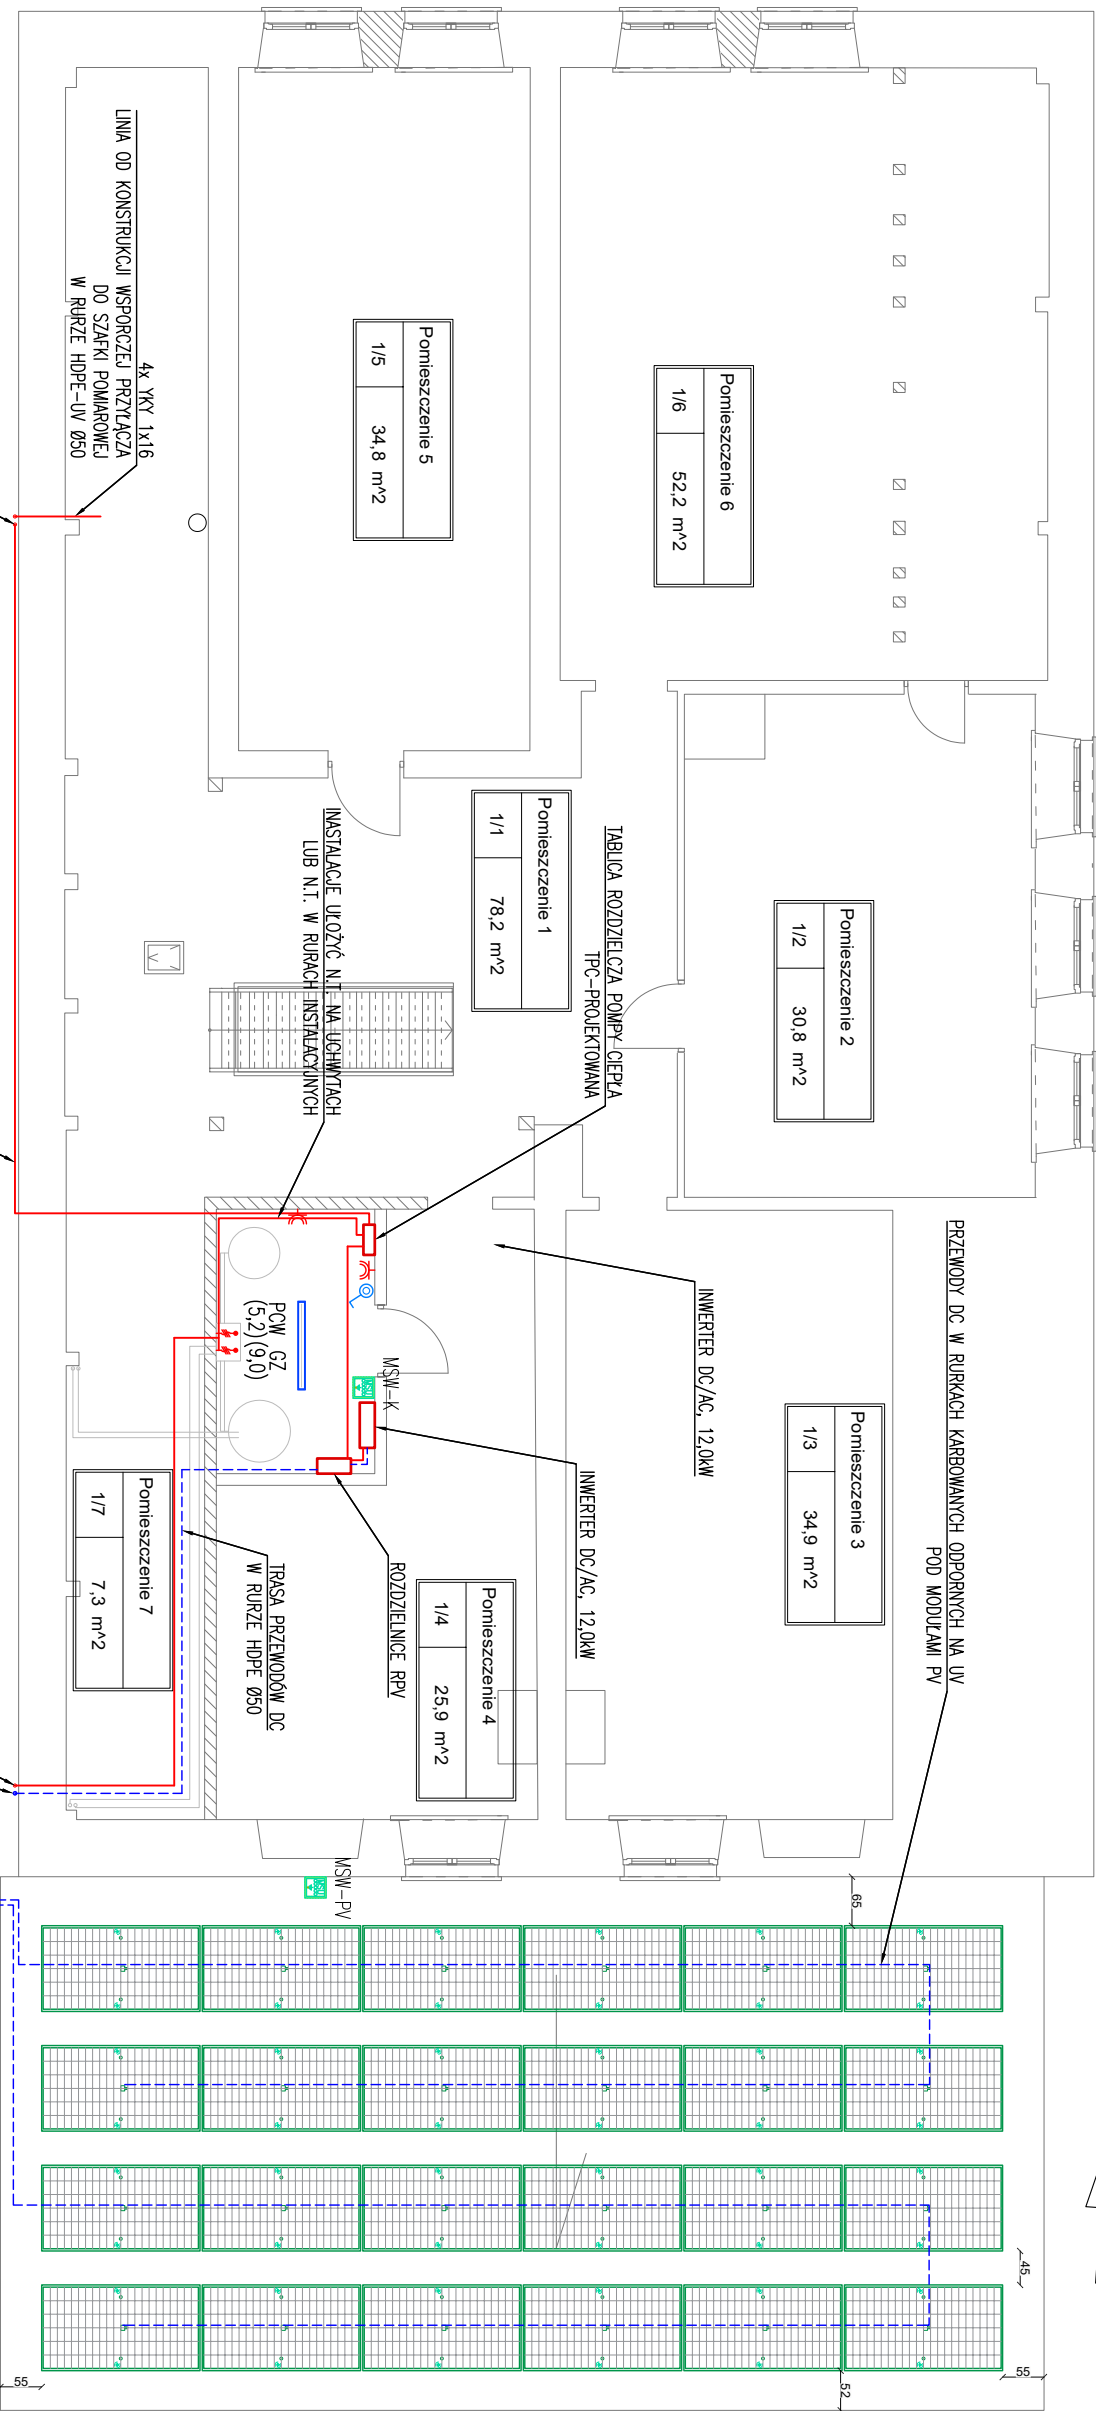 LINIA OD KONSTRUKCJI WSPORCZEJ PRZYŁĄCZA
DO SZAFKI POMIAROWEJ
W RURZE HDPE-UV Ø50
4x YKY 1x16
Pomieszczenie 5
1/5 34,8 m^2
Pomieszczenie 6
1/6 52,2 m^2
Pomieszczenie 1
1/1 78,2 m^2
Pomieszczenie 2
1/2 30,8 m^2
TABLICA ROZDZIELCZA POMPY CIEPŁA
TPC-PROJEKTOWANA
INASTALACJE UŁOŻYĆ N.T. NA UCHWYTACH
LUB N.T. W RURACH INSTALACYJNYCH
PRZEWODY DC W RURKACH KARBOWANYCH ODPORNYCH NA UV
POD MODUŁAMI PV
INWERTER DC/AC, 12,0kW
INWERTER DC/AC, 12,0kW
Pomieszczenie 3
1/3 34,9 m^2
PCW GZ
(5,2)(9,0)
MSW-K
ROZDZIELNICE RPV
Pomieszczenie 4
1/4 25,9 m^2
TRASA PRZEWODÓW DC
W RURZE HDPE Ø50
Pomieszczenie 7
1/7 7,3 m^2
MSW-PV
65
45
55
52
55